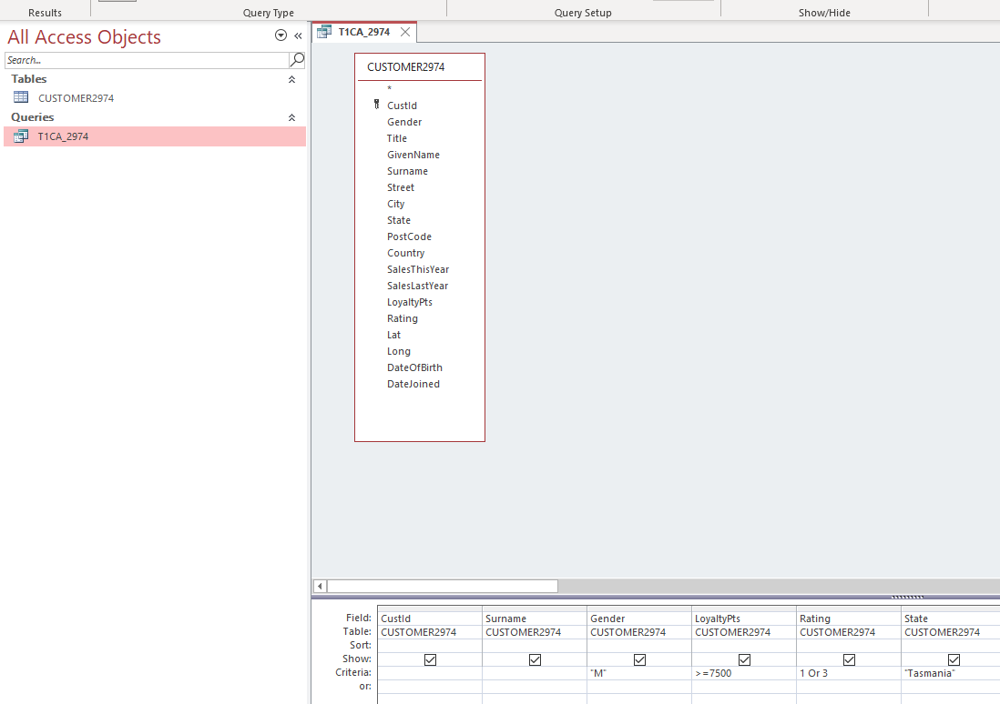 Results Query Type Query Setup Show/Hide
All Access Objects
Search...
Tables
CUSTOMER2974
Queries
T1CA_2974
T1CA_2974
CUSTOMER2974
*
CustId
Gender
Title
GivenName
Surname
Street
City
State
PostCode
Country
SalesThisYear
SalesLastYear
LoyaltyPts
Rating
Lat
Long
DateOfBirth
DateJoined
Field: CustId Surname Gender LoyaltyPts Rating State
Table: CUSTOMER2974 CUSTOMER2974 CUSTOMER2974 CUSTOMER2974 CUSTOMER2974 CUSTOMER2974
Sort:
Show:
Criteria: "M" >=7500 1 Or 3 "Tasmania"
or: